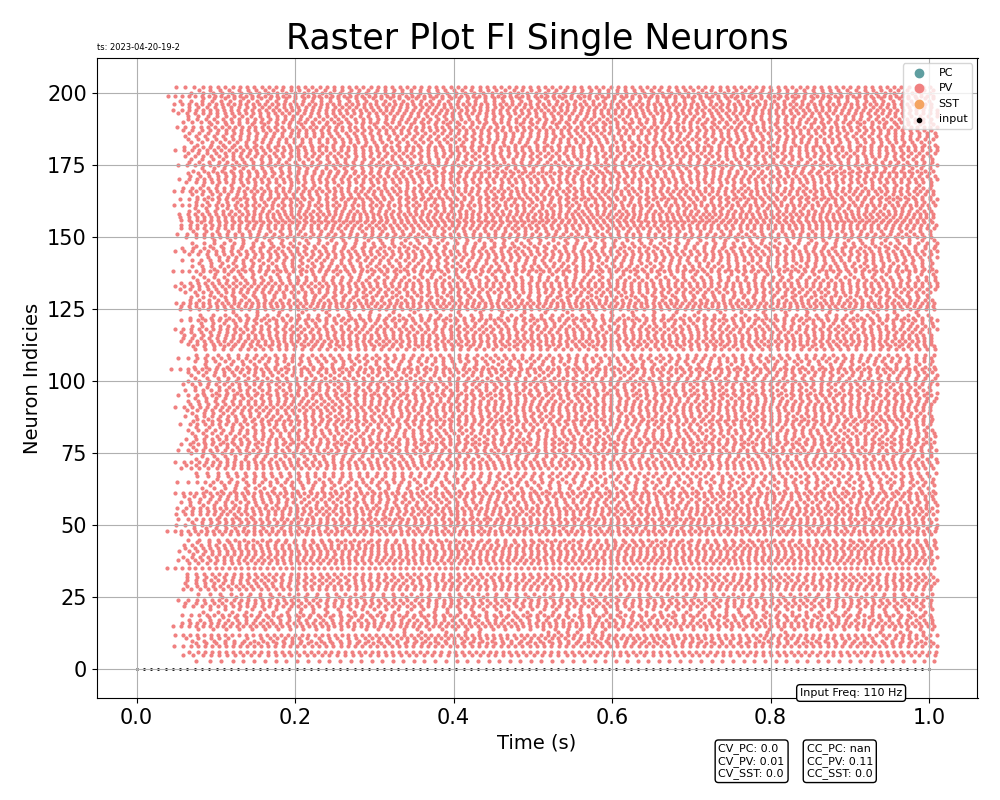 Raster Plot FI Single Neurons
ts: 2023-04-20-19-2
PC
PV
SST
input
200
175
150
125
100
75
50
25
0
Neuron Indicies
Input Freq: 110 Hz
0.0 0.2 0.4 0.6 0.8 1.0
Time (s)
CV_PC: 0.0
CV_PV: 0.01
CV_SST: 0.0
CC_PC: nan
CC_PV: 0.11
CC_SST: 0.0